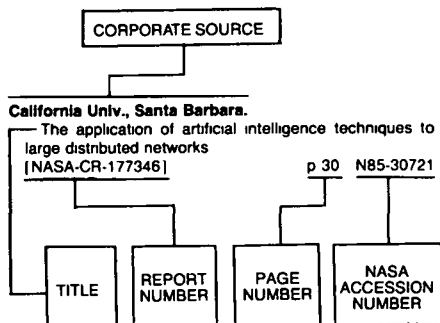 CORPORATE SOURCE
California Univ., Santa Barbara.
The application of artificial intelligence techniques to
large distributed networks
[NASA-CR-177346] p 30 N85-30721
TITLE
REPORT
NUMBER
PAGE
NUMBER
NASA
ACCESSION
NUMBER